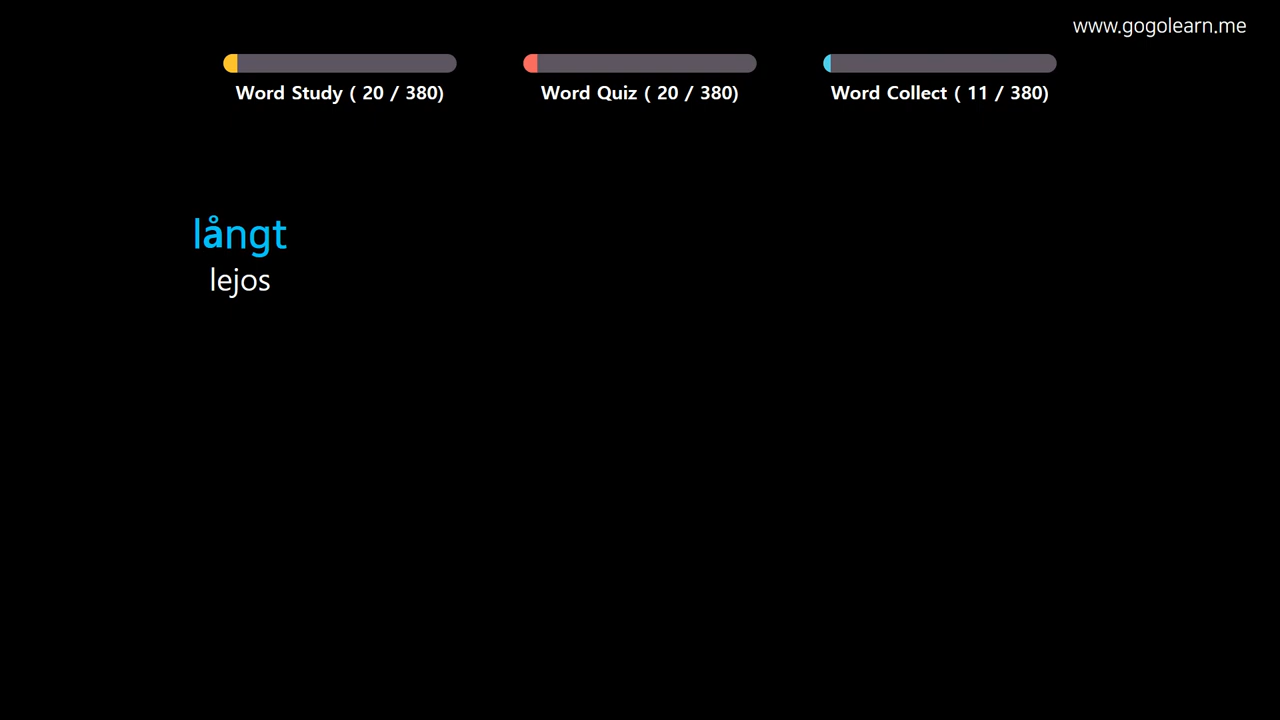 www.gogolearn.me
Word Study ( 20 / 380)
Word Quiz ( 20 / 380)
Word Collect ( 11 / 380)
långt
lejos